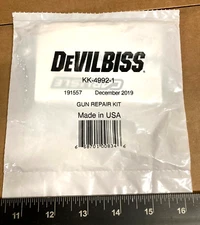 DEVILBISS
KK-4992-1
191557 December 2019
GUN REPAIR KIT
Made in USA
11 12 13 14 15 16